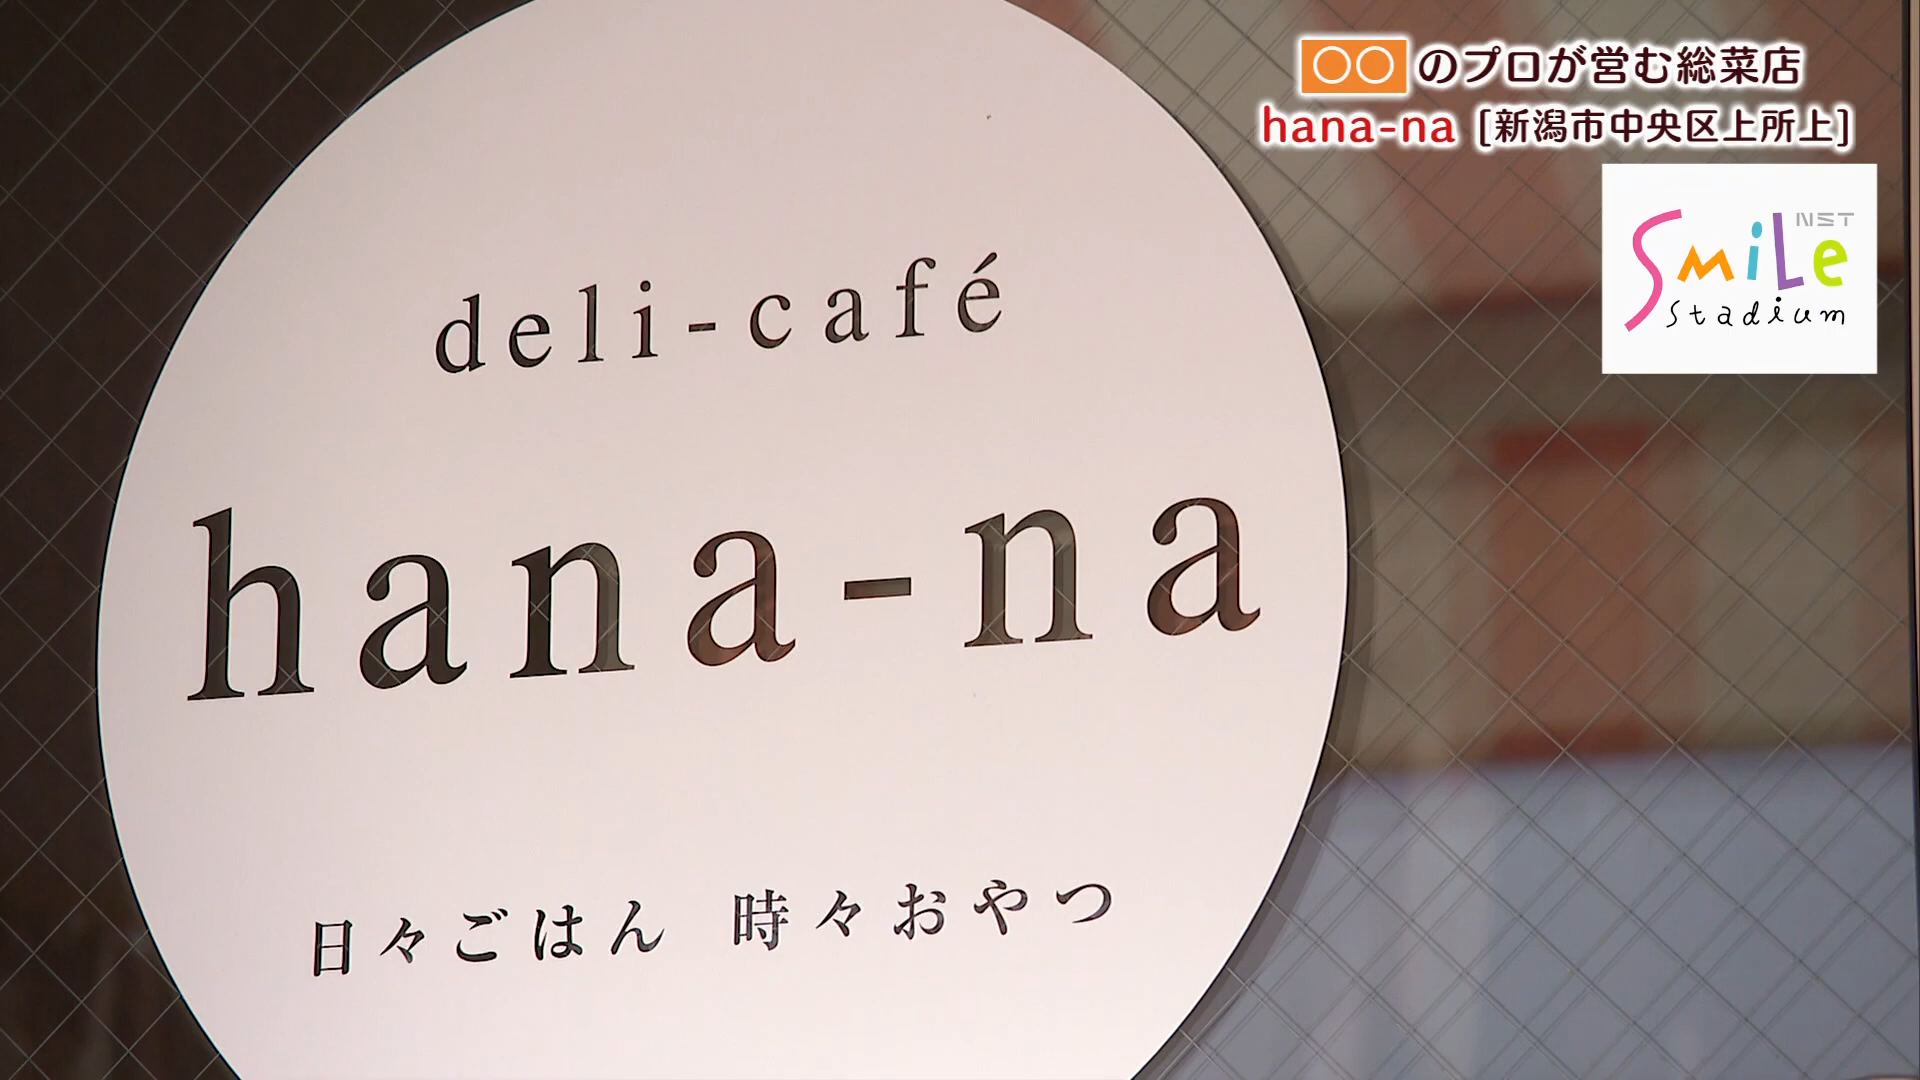 〇〇のプロが営む総菜店
hana-na [新潟市中央区上所上]
NST
Smile
Stadium
deli-café
hana-na
日々ごはん 時々おやつ